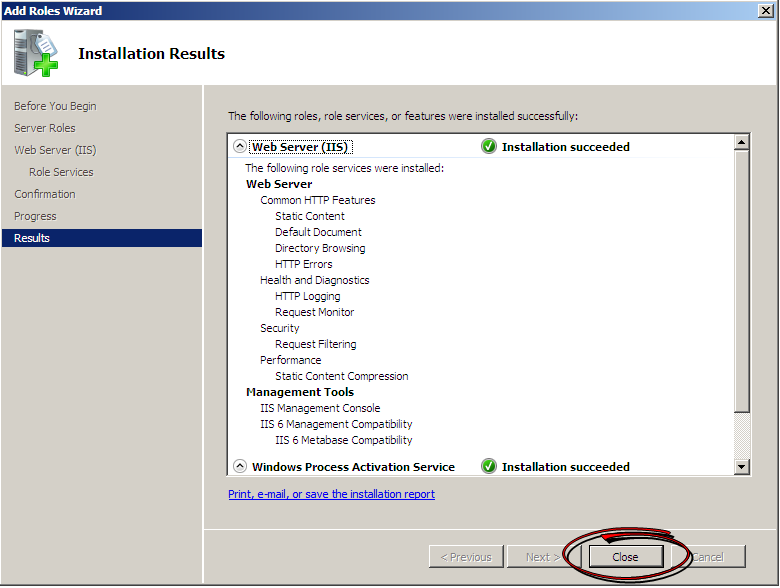 Add Roles Wizard
Installation Results
Before You Begin
Server Roles
Web Server (IIS)
Role Services
Confirmation
Progress
Results
The following roles, role services, or features were installed successfully:
Web Server (IIS) Installation succeeded
The following role services were installed:
Web Server
Common HTTP Features
Static Content
Default Document
Directory Browsing
HTTP Errors
Health and Diagnostics
HTTP Logging
Request Monitor
Security
Request Filtering
Performance
Static Content Compression
Management Tools
IIS Management Console
IIS 6 Management Compatibility
IIS 6 Metabase Compatibility
Windows Process Activation Service Installation succeeded
Print, e-mail, or save the installation report
< Previous Next > Close Cancel